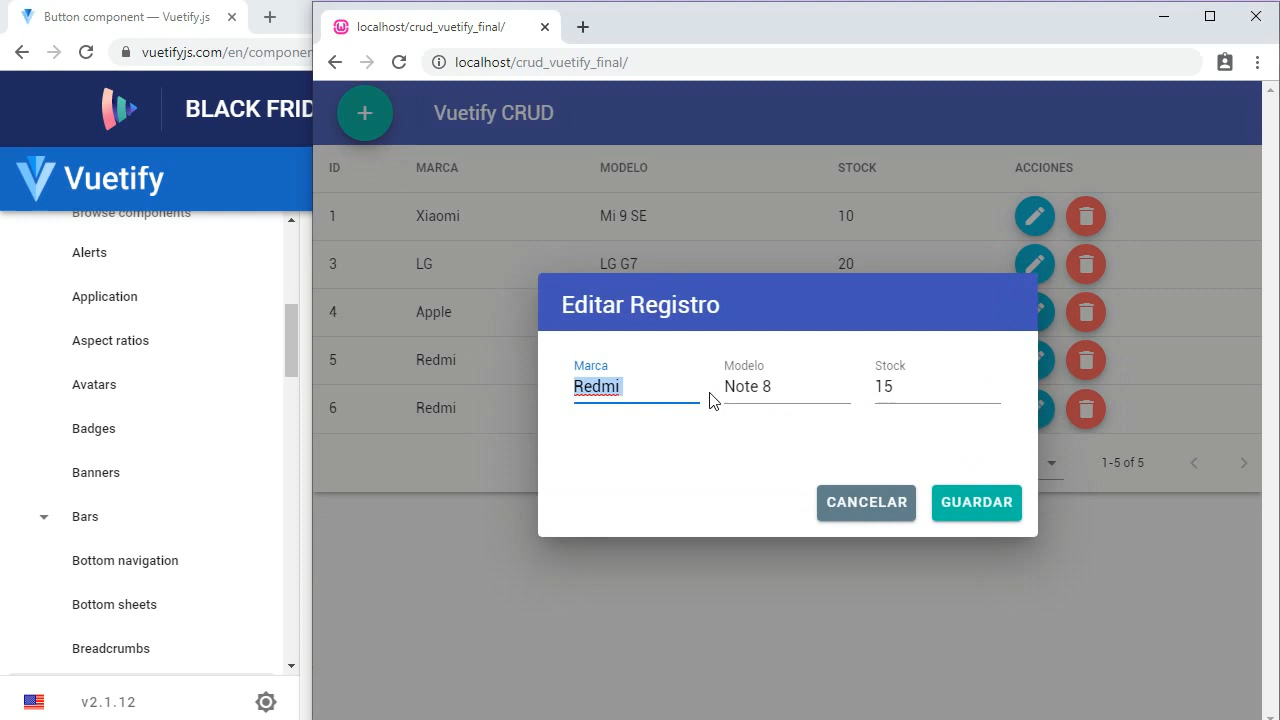 Button component — Vuetify.js
vuetifyjs.com/en/componen
BLACK FRID
Vuetify
Browse components
Alerts
Application
Aspect ratios
Avatars
Badges
Banners
Bars
Bottom navigation
Bottom sheets
Breadcrumbs
v2.1.12
localhost/crud_vuetify_final/
localhost/crud_vuetify_final/
+ Vuetify CRUD
ID MARCA MODELO STOCK ACCIONES
1 Xiaomi Mi 9 SE 10
3 LG LG G7 20
4 Apple
5 Redmi
6 Redmi
1-5 of 5
Editar Registro
Marca Modelo Stock
Redmi Note 8 15
CANCELAR GUARDAR